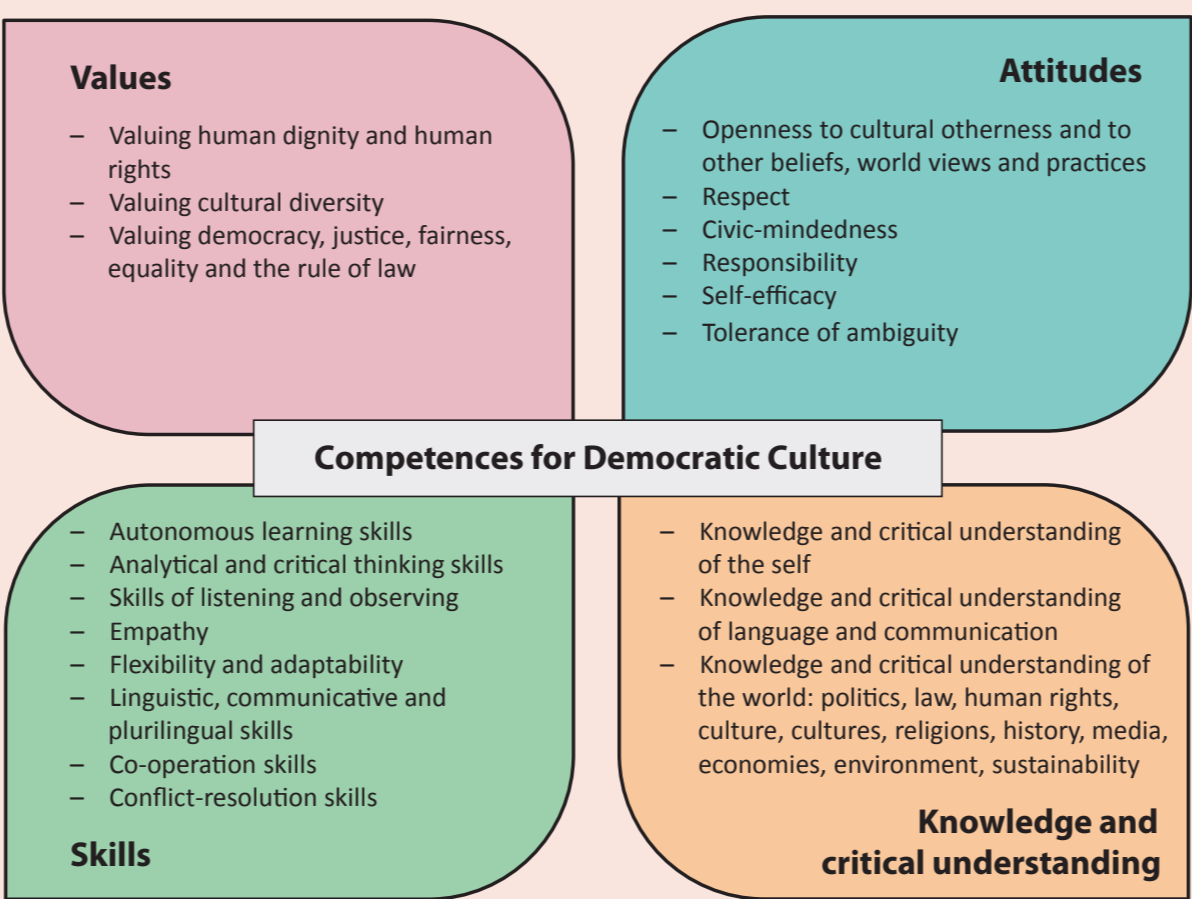 Values
– Valuing human dignity and human
rights
– Valuing cultural diversity
– Valuing democracy, justice, fairness,
equality and the rule of law
Attitudes
– Openness to cultural otherness and to
other beliefs, world views and practices
– Respect
– Civic-mindedness
– Responsibility
– Self-efficacy
– Tolerance of ambiguity
Competences for Democratic Culture
– Autonomous learning skills
– Analytical and critical thinking skills
– Skills of listening and observing
– Empathy
– Flexibility and adaptability
– Linguistic, communicative and
plurilingual skills
– Co-operation skills
– Conflict-resolution skills
Skills
– Knowledge and critical understanding
of the self
– Knowledge and critical understanding
of language and communication
– Knowledge and critical understanding of
the world: politics, law, human rights,
culture, cultures, religions, history, media,
economies, environment, sustainability
Knowledge and
critical understanding